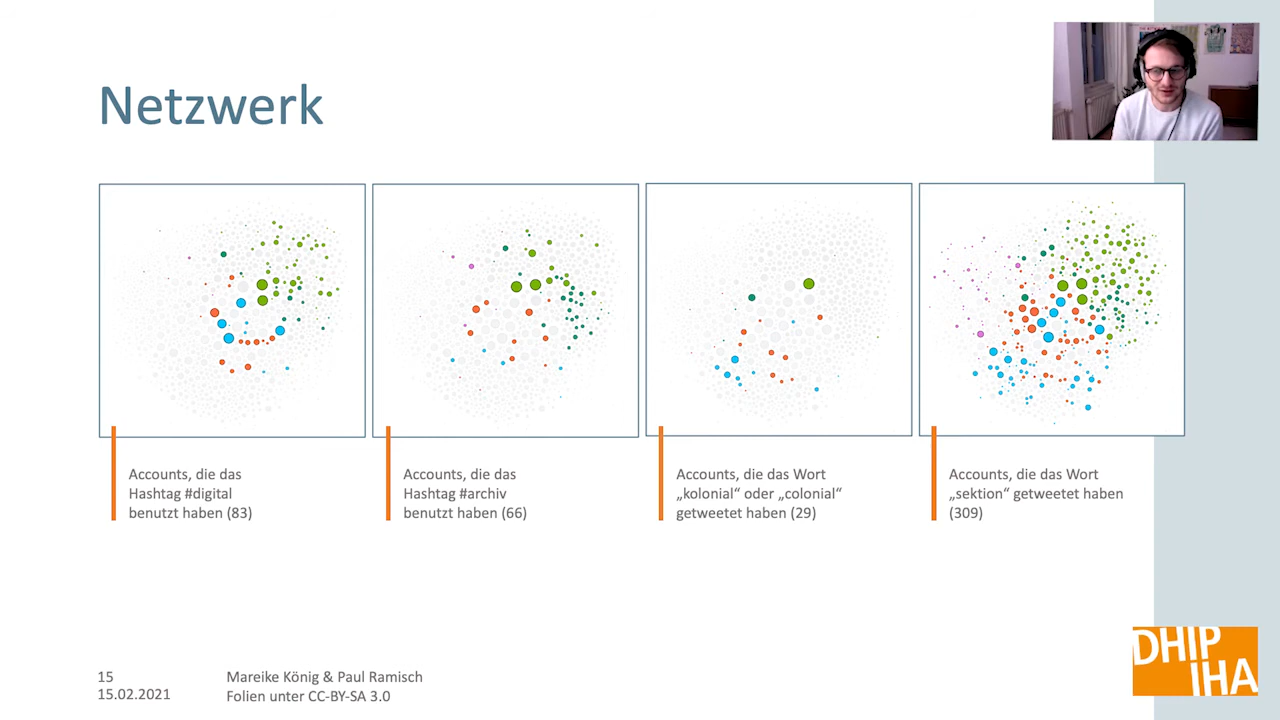 Netzwerk
Accounts, die das
Hashtag #digital
benutzt haben (83)
Accounts, die das
Hashtag #archiv
benutzt haben (66)
Accounts, die das Wort
„kolonial“ oder „colonial“
getweetet haben (29)
Accounts, die das Wort
„sektion“ getweetet haben
(309)
15
15.02.2021
Mareike König & Paul Ramisch
Folien unter CC-BY-SA 3.0
DHIP
IHA